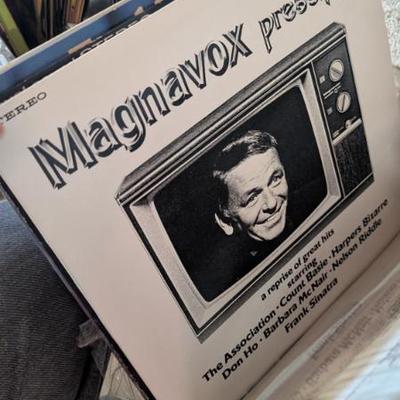 STEREO
Magnavox
a reprise of great hits
starring
The Association • Count Basie • Harpers Bizarre
Don Ho • Barbara McNair • Nelson Riddle
Frank Sinatra